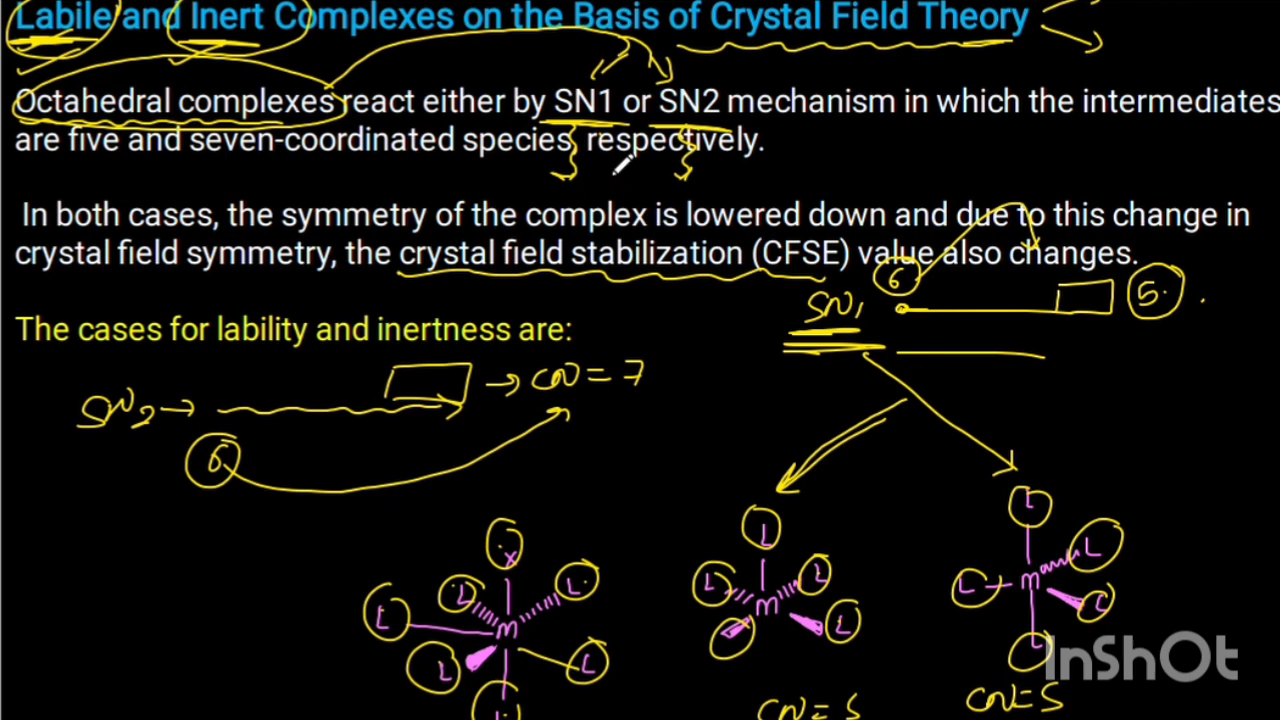 Labile and Inert Complexes on the Basis of Crystal Field Theory
Octahedral complexes react either by SN1 or SN2 mechanism in which the intermediates
are five and seven-coordinated species, respectively.
In both cases, the symmetry of the complex is lowered down and due to this change in
crystal field symmetry, the crystal field stabilization (CFSE) value also changes.
6
SN1
5
The cases for lability and inertness are:
SN2 → → CN = 7
6
x
L L L L L L
m
L L L L
m
L L L L L
m
CN = 5
CN = 5
InShOt